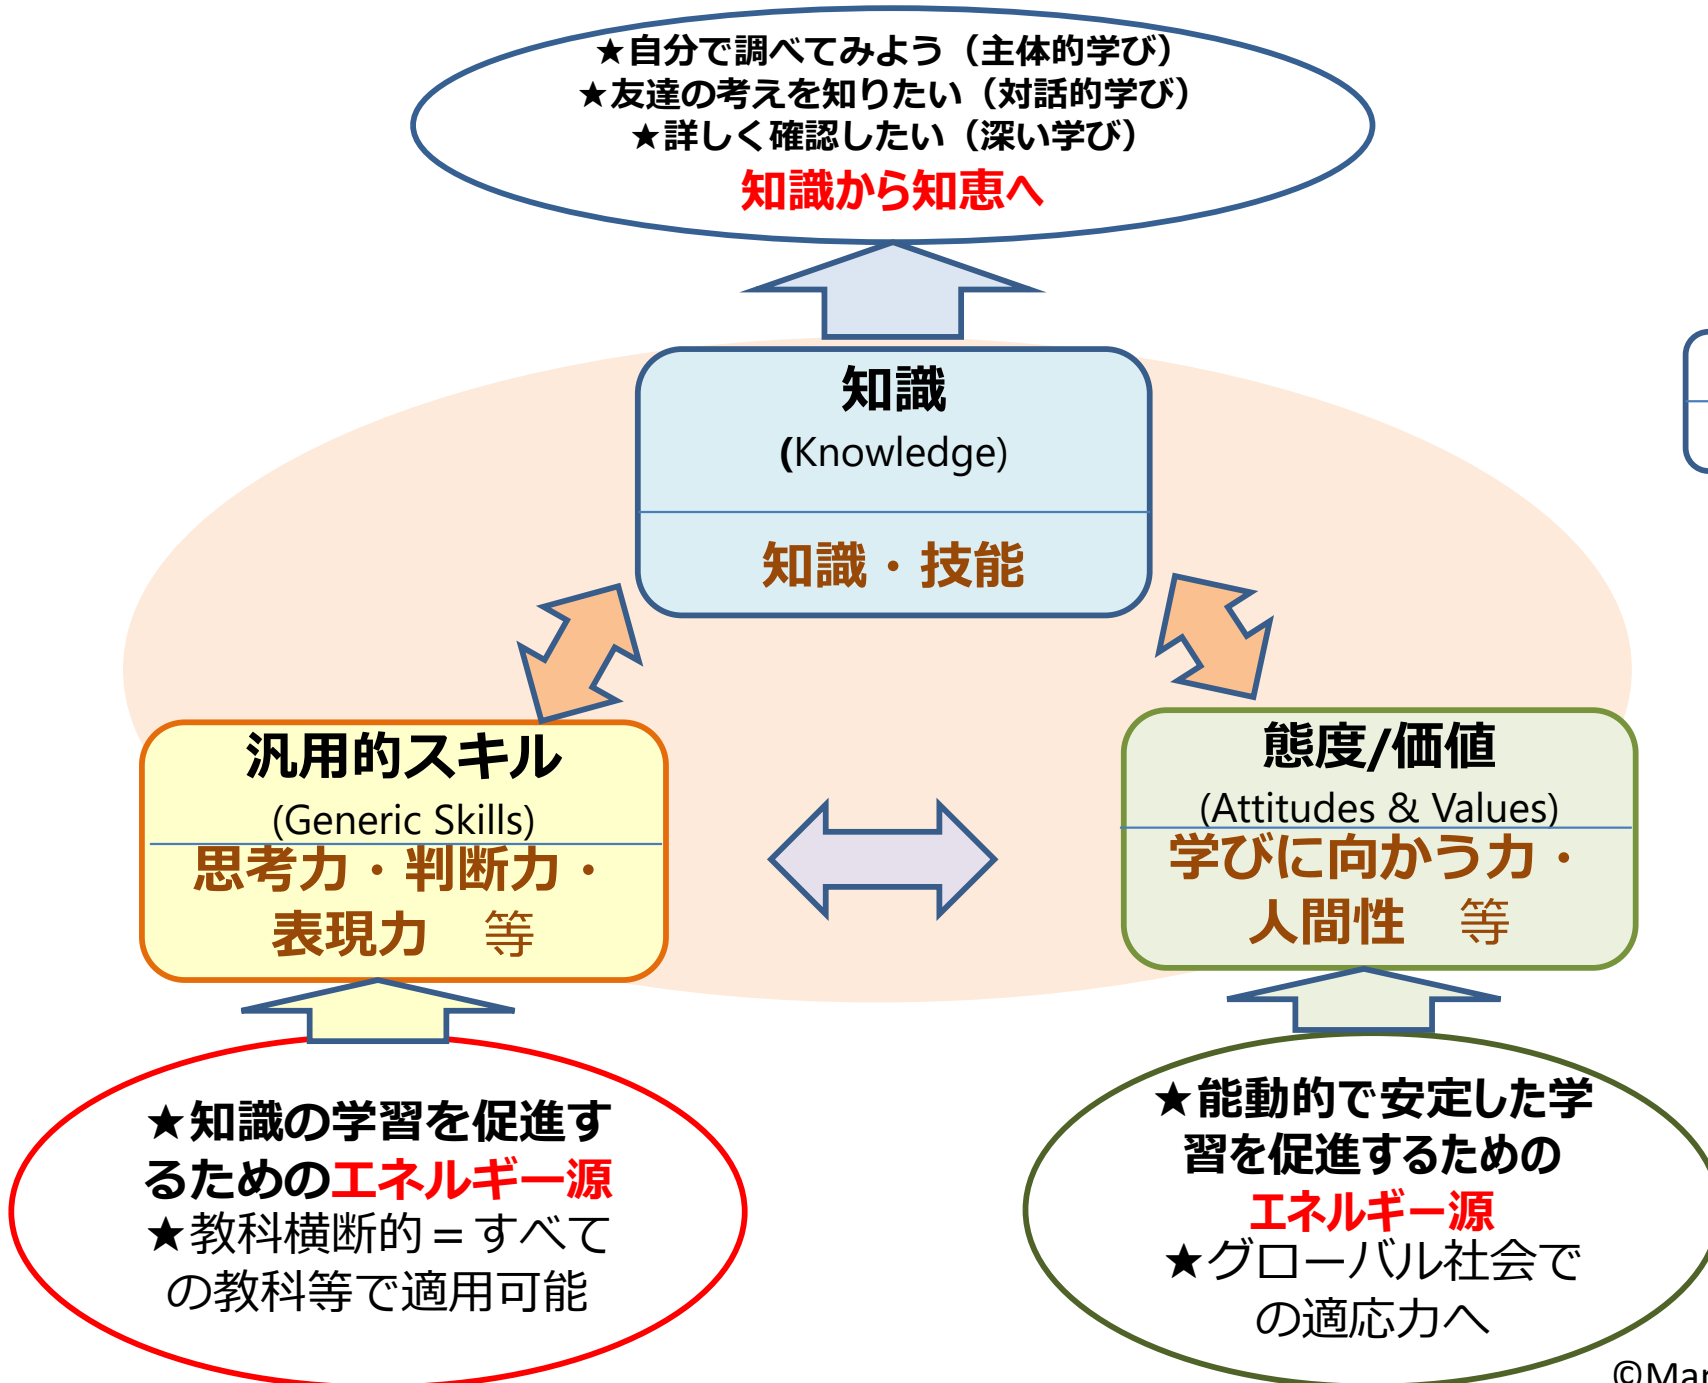 ★自分で調べてみよう（主体的学び）
★友達の考えを知りたい（対話的学び）
★詳しく確認したい（深い学び）
知識から知恵へ
知識
(Knowledge)
知識・技能
汎用的スキル
(Generic Skills)
思考力・判断力・
表現力　等
態度/価値
(Attitudes & Values)
学びに向かう力・
人間性　等
★知識の学習を促進す
るためのエネルギー源
★教科横断的＝すべて
の教科等で適用可能
★能動的で安定した学
習を促進するための
エネルギー源
★グローバル社会で
の適応力へ